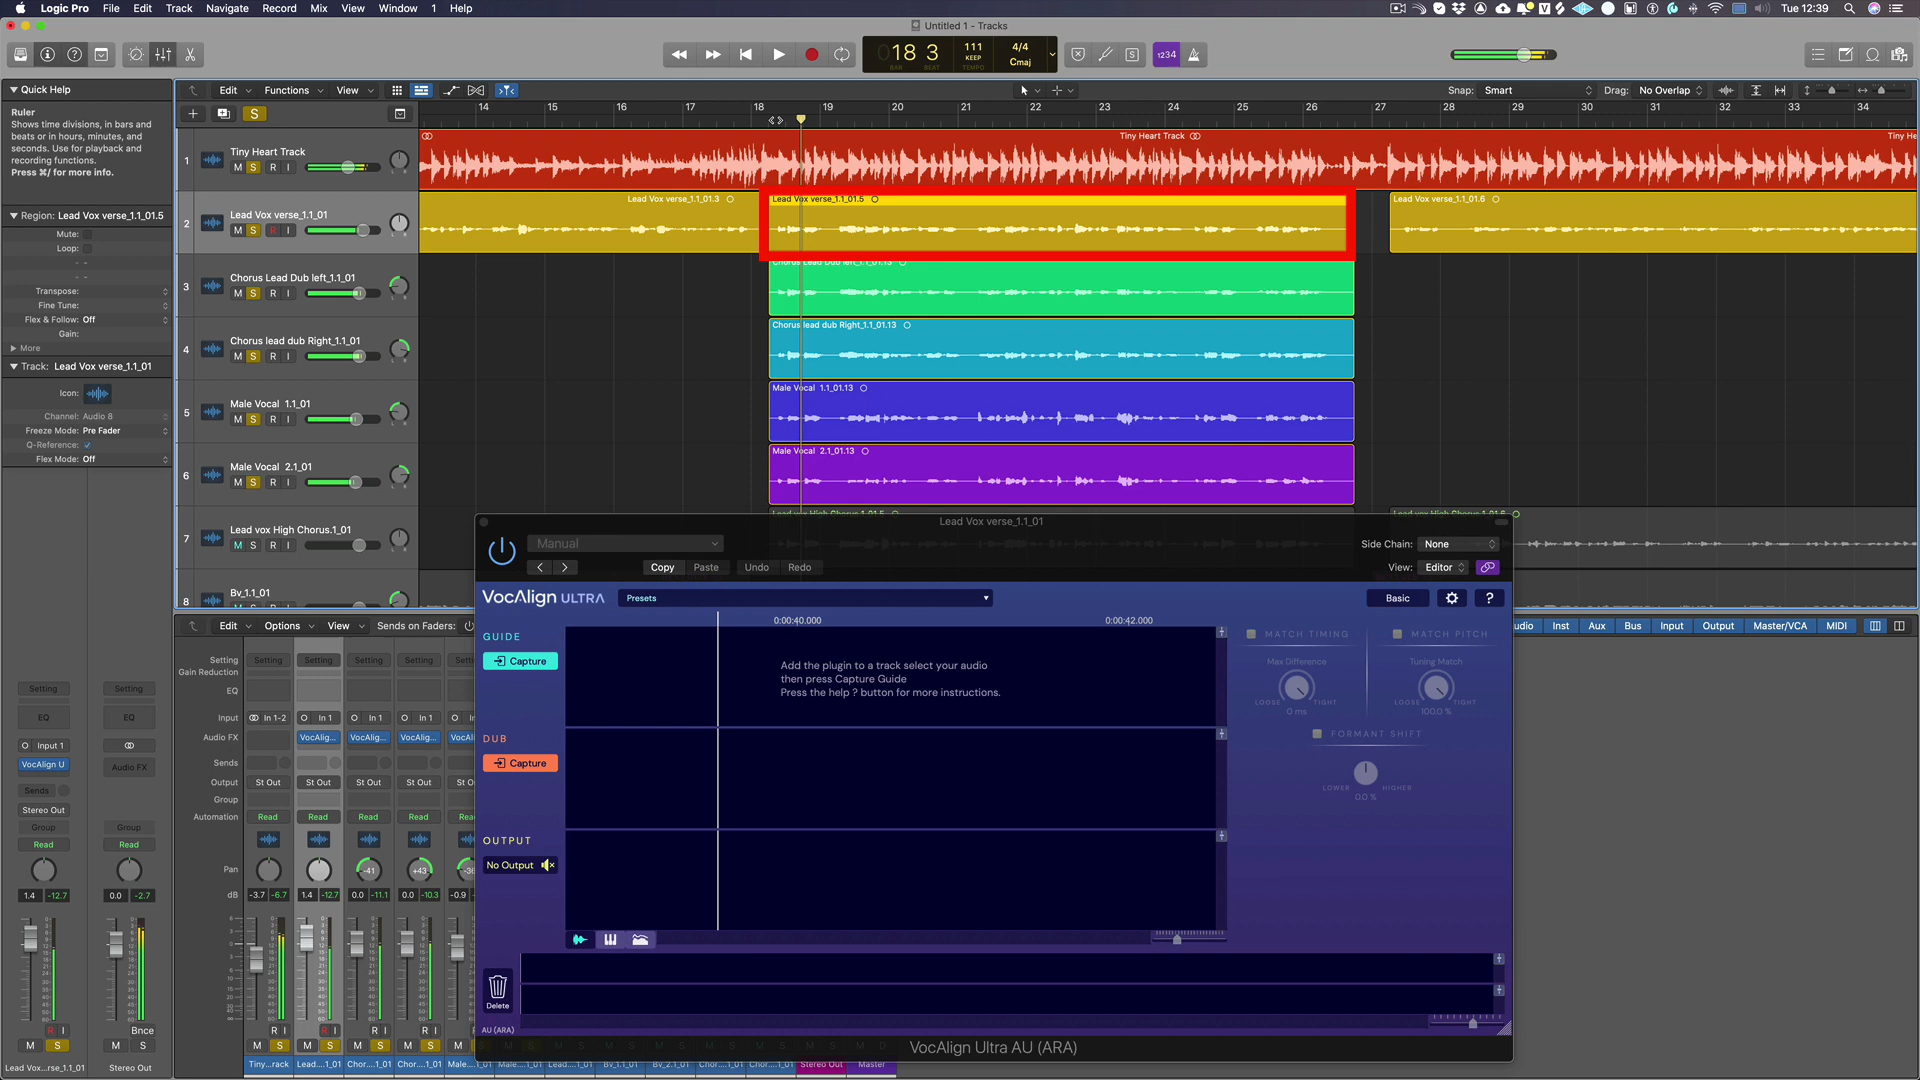 Logic Pro File Edit Track Navigate Record Mix View Window 1 Help
Tue 12:39
Untitled 1 - Tracks
18 3
BAR BEAT
111
KEEP
TEMPO
4/4
Cmaj
1234
Quick Help
Ruler
Shows time divisions, in bars and
beats or in hours, minutes, and
seconds. Use for playback and
recording functions.
Press ⌘/ for more info.
Region: Lead Vox verse_1.1_01.5
Mute:
Loop:
Transpose:
Fine Tune:
Flex & Follow: Off
Gain:
More
Track: Lead Vox verse_1.1_01
Icon:
Channel: Audio 8
Freeze Mode: Pre Fader
Q-Reference:
Flex Mode: Off
Edit Functions View
Snap: Smart
Drag: No Overlap
S
14 15 16 17 18 19 20 21 22 23 24 25 26 27 28 29 30 31 32 33 34
1 Tiny Heart Track
M S R I
Tiny Heart Track
Tiny He
2 Lead Vox verse_1.1_01
M S R I
Lead Vox verse_1.1_01.3
Lead Vox verse_1.1_01.5
Lead Vox verse_1.1_01.6
3 Chorus Lead Dub left_1.1_01
M S R I
Chorus Lead Dub left_1.1_01.13
4 Chorus lead dub Right_1.1_01
M S R I
Chorus lead dub Right_1.1_01.13
5 Male Vocal 1.1_01
M S R I
Male Vocal 1.1_01.13
6 Male Vocal 2.1_01
M S R I
Male Vocal 2.1_01.13
7 Lead vox High Chorus.1_01
M S R I
Lead vox High Chorus 1_01.5
Lead vox High Chorus 1_01.6
8 Bv_1.1_01
Lead Vox verse_1.1_01
Manual
Side Chain: None
Copy Paste Undo Redo
View: Editor
VocAlign ULTRA
Presets
Basic
?
0:00:40.000 0:00:42.000
GUIDE
Capture
Add the plugin to a track select your audio
then press Capture Guide
Press the help ? button for more instructions.
DUB
Capture
OUTPUT
No Output
MATCH TIMING
Max Difference
LOOSE TIGHT
0 ms
MATCH PITCH
Tuning Match
LOOSE TIGHT
100.0 %
FORMANT SHIFT
LOWER HIGHER
0.0 %
Delete
AU (ARA)
VocAlign Ultra AU (ARA)
Edit Options View Sends on Faders:
udio Inst Aux Bus Input Output Master/VCA MIDI
Setting Setting Setting Setting Setting
Gain Reduction
EQ
Input In 1-2 In 1 In 1 In 1 In
Audio FX VocAlig... VocAlig... VocAlig... VocAli
Sends
Output St Out St Out St Out St Out St O
Group
Automation Read Read Read Read Rea
Pan -41 +43 -36
dB -3.7 -6.7 1.4 -12.7 0.0 -11.1 0.0 -10.3 -0.9
R I R I R I R I
M S M S M S M S M
Tiny...rack Lead....1_01 Chor....1_01 Chor....1_01 Male....1_01 Male....1_01 Lead....1_01 Bv_1.1_01 Bv_2.1_01 Chor....1_01 Chor....1_01 Stereo Out Master
Setting Setting
EQ EQ
Input 1
VocAlign U Audio FX
Sends
Stereo Out
Group Group
Read Read
1.4 -12.7 0.0 -2.7
R I Bnce
M S M S
Lead Vox...rse_1.1_01 Stereo Out